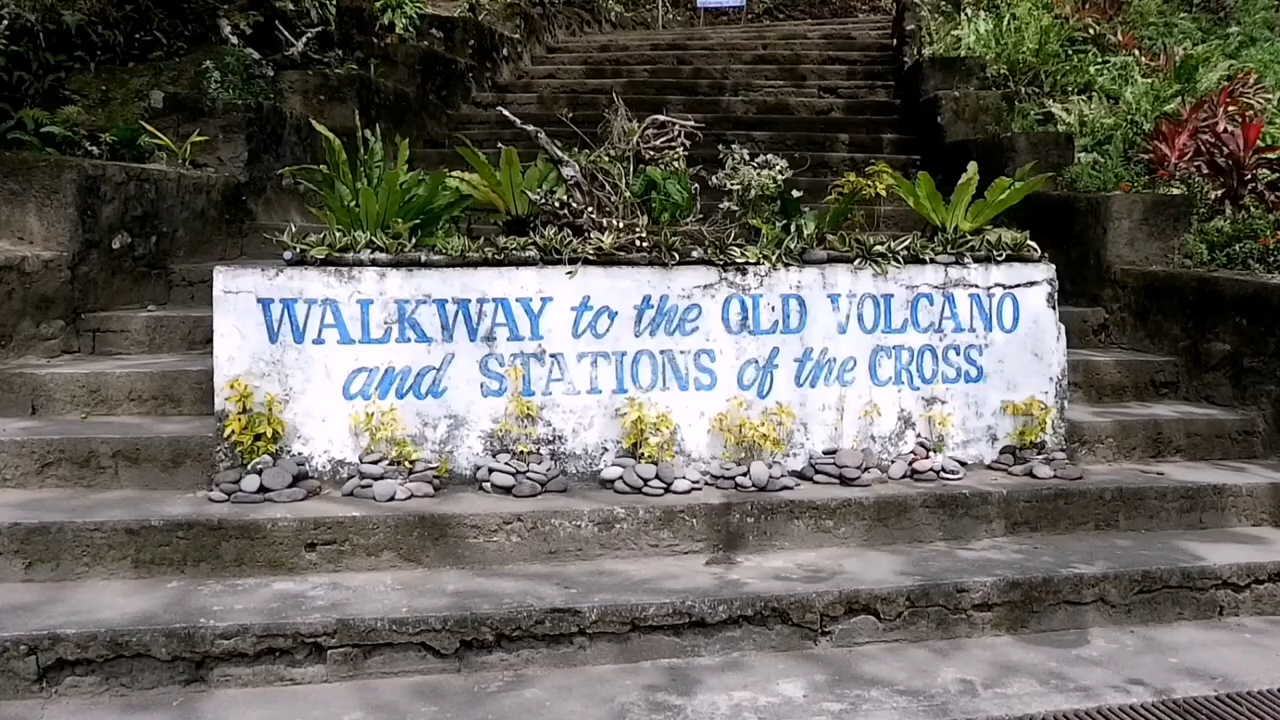 WALKWAY to the OLD VOLCANO
and STATIONS of the CROSS